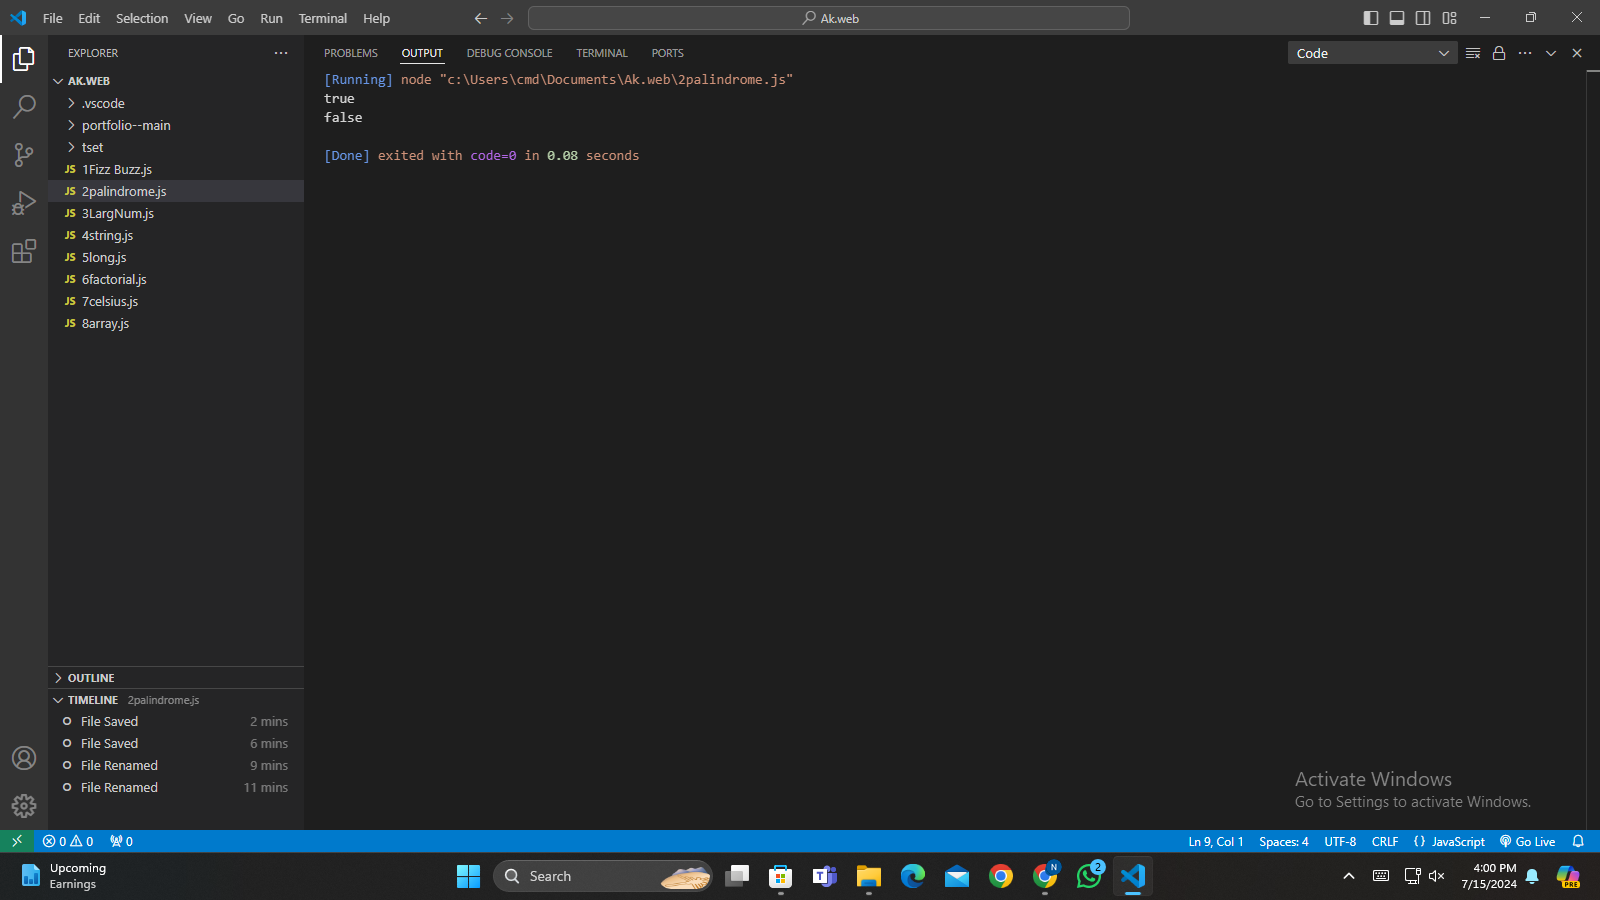 File Edit Selection View Go Run Terminal Help
Ak.web
EXPLORER
AK.WEB
.vscode
portfolio--main
tset
JS 1Fizz Buzz.js
JS 2palindrome.js
JS 3LargNum.js
JS 4string.js
JS 5long.js
JS 6factorial.js
JS 7celsius.js
JS 8array.js
OUTLINE
TIMELINE 2palindrome.js
File Saved 2 mins
File Saved 6 mins
File Renamed 9 mins
File Renamed 11 mins
PROBLEMS OUTPUT DEBUG CONSOLE TERMINAL PORTS
Code
[Running] node "c:\Users\cmd\Documents\Ak.web\2palindrome.js"
true
false
[Done] exited with code=0 in 0.08 seconds
Activate Windows
Go to Settings to activate Windows.
0 0 0
Ln 9, Col 1 Spaces: 4 UTF-8 CRLF {} JavaScript Go Live
Upcoming
Earnings
Search
N
2
4:00 PM
7/15/2024
PRE